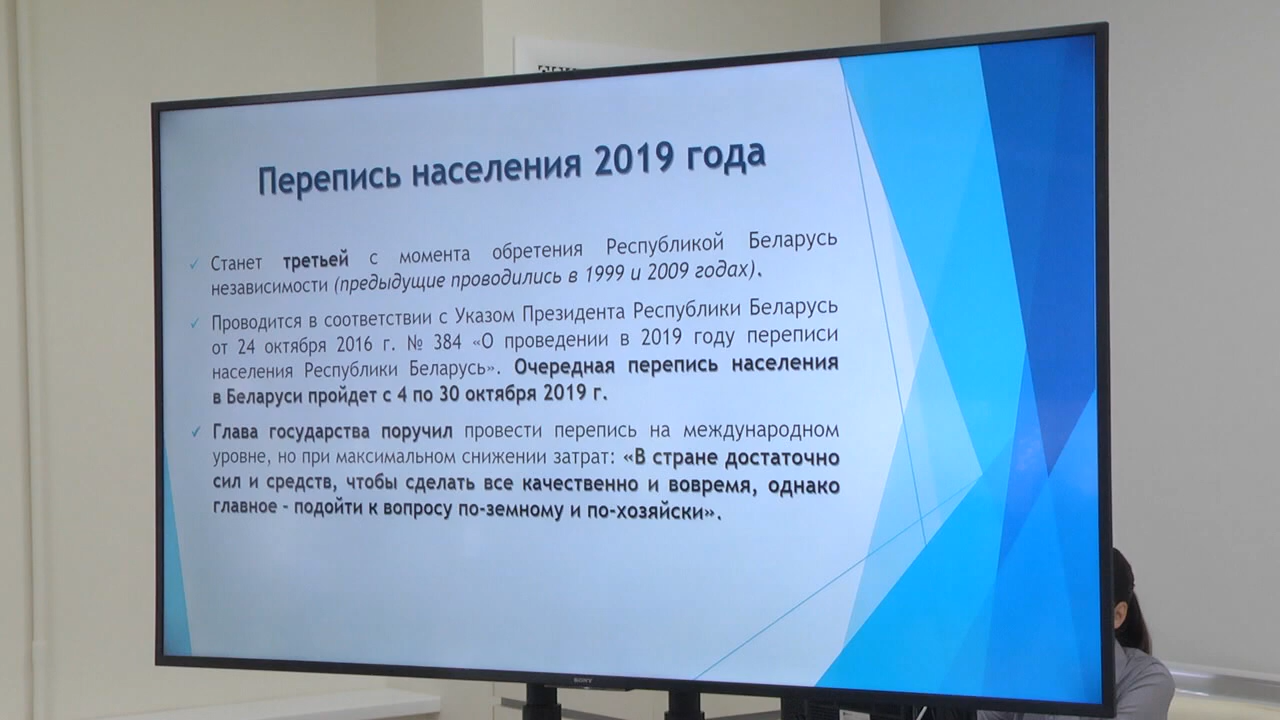 Перепись населения 2019 года
✓ Станет третьей с момента обретения Республикой Беларусь
независимости (предыдущие проводились в 1999 и 2009 годах).
✓ Проводится в соответствии с Указом Президента Республики Беларусь
от 24 октября 2016 г. № 384 «О проведении в 2019 году переписи
населения Республики Беларусь». Очередная перепись населения
в Беларуси пройдет с 4 по 30 октября 2019 г.
✓ Глава государства поручил провести перепись на международном
уровне, но при максимальном снижении затрат: «В стране достаточно
сил и средств, чтобы сделать все качественно и вовремя, однако
главное - подойти к вопросу по-земному и по-хозяйски».
SONY